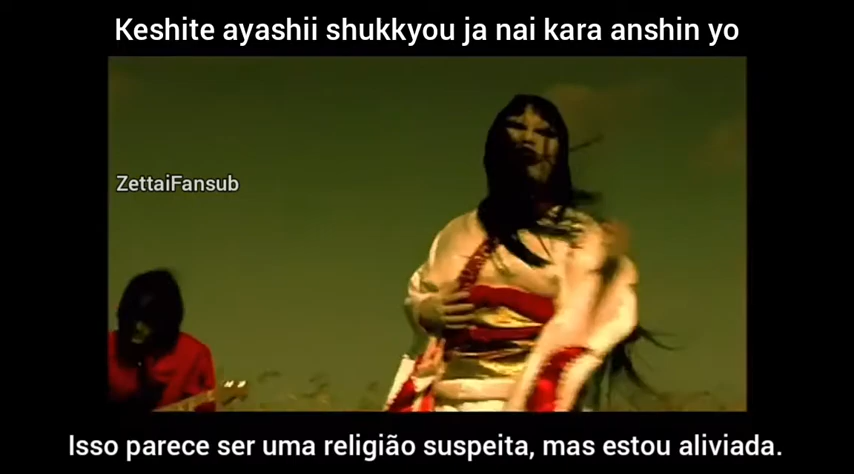 Keshite ayashii shukkyou ja nai kara anshin yo
ZettaiFansub
Isso parece ser uma religião suspeita, mas estou aliviada.